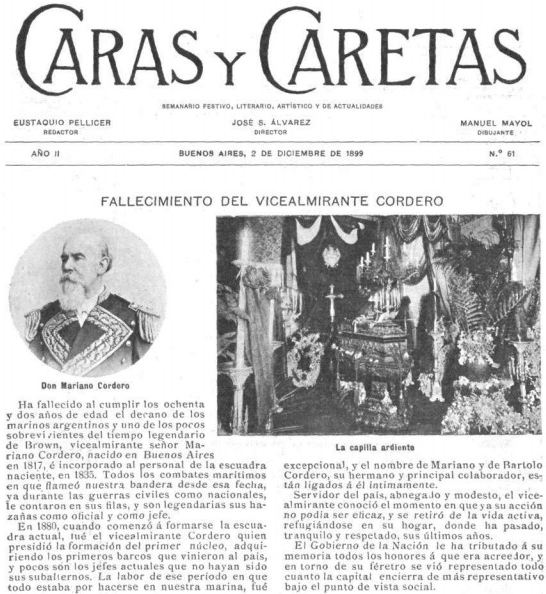 CARAS Y CARETAS
SEMANARIO FESTIVO, LITERARIO, ARTÍSTICO Y DE ACTUALIDADES
EUSTAQUIO PELLICER
REDACTOR
JOSÉ S. ÁLVAREZ
DIRECTOR
MANUEL MAYOL
DIBUJANTE
AÑO II
BUENOS AIRES, 2 DE DICIEMBRE DE 1899
N.º 61
FALLECIMIENTO DEL VICEALMIRANTE CORDERO
Don Mariano Cordero
Ha fallecido al cumplir los ochenta
y dos años de edad el decano de los
marinos argentinos y uno de los pocos
sobrevivientes del tiempo legendario
de Brown, vicealmirante señor Ma-
riano Cordero, nacido en Buenos Aires
en 1817, é incorporado al personal de la escuadra
naciente, en 1835. Todos los combates marítimos
en que flameó nuestra bandera desde esa fecha,
ya durante las guerras civiles como nacionales,
le contaron en sus filas, y son legendarias sus ha-
zañas como oficial y como jefe.
En 1880, cuando comenzó á formarse la escua-
dra actual, fué el vicealmirante Cordero quien
presidió la formación del primer núcleo, adqui-
riendo los primeros barcos que vinieron al país,
y pocos son los jefes actuales que no hayan sido
sus subalternos. La labor de ese período en que
todo estaba por hacerse en nuestra marina, fué
La capilla ardiente
excepcional, y el nombre de Mariano y de Bartolo
Cordero, su hermano y principal colaborador, es-
tán ligados á él íntimamente.
Servidor del país, abnegado y modesto, el vice-
almirante conoció el momento en que ya su acción
no podía ser eficaz, y se retiró de la vida activa,
refugiándose en su hogar, donde ha pasado,
tranquilo y respetado, sus últimos años.
El Gobierno de la Nación le ha tributado á su
memoria todos los honores á que era acreedor, y
en torno de su féretro se vió representado todo
cuanto la capital encierra de más representativo
bajo el punto de vista social.